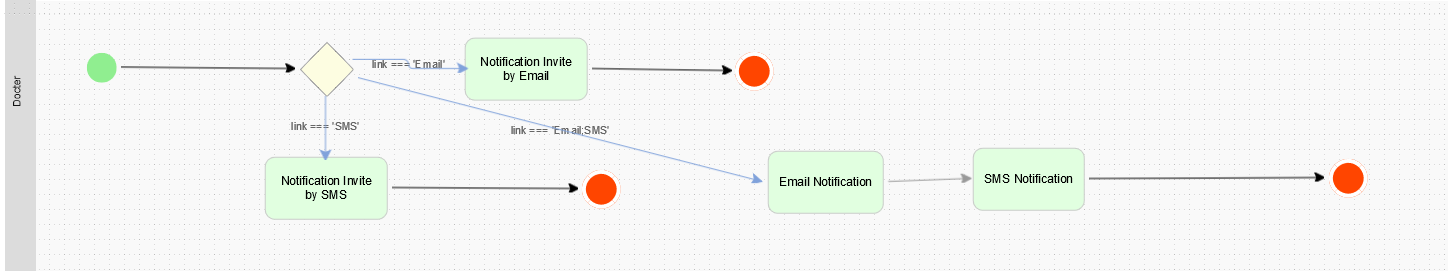 Docter
link === 'Email'
Notification Invite
by Email
link === 'SMS'
link === 'Email;SMS'
Notification Invite
by SMS
Email Notification
SMS Notification